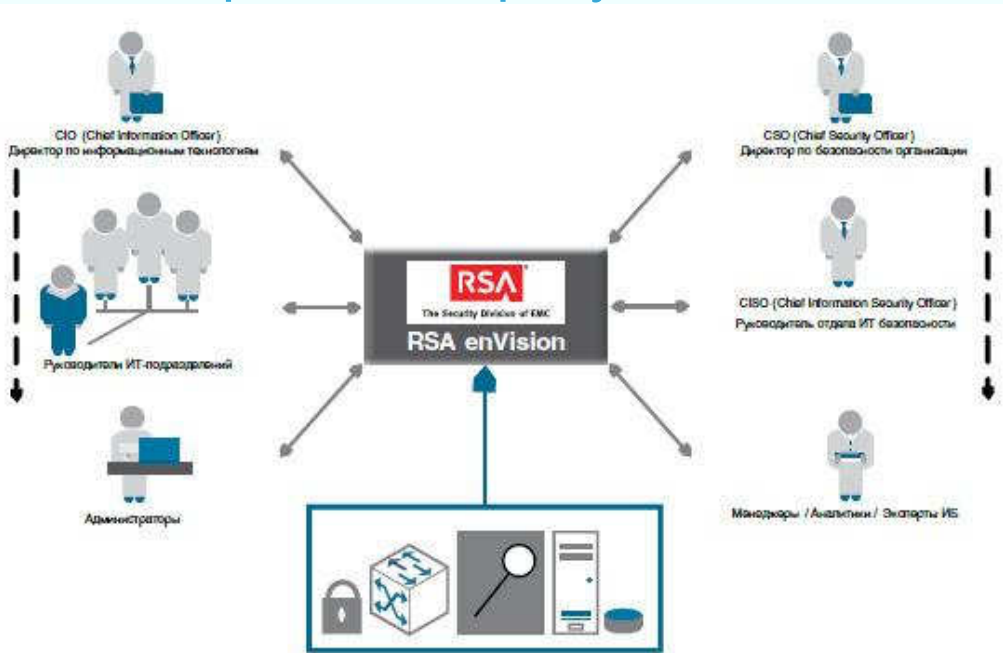 CIO (Chief Information Officer)
Директор по информационным технологиям
CSO (Chief Security Officer)
Директор по безопасности организации
RSA
The Security Division of EMC
RSA enVision
CISO (Chief Information Security Officer)
Руководитель отдела ИТ безопасности
Руководители ИТ-подразделений
Администраторы
Менеджеры / Аналитики / Эксперты ИБ